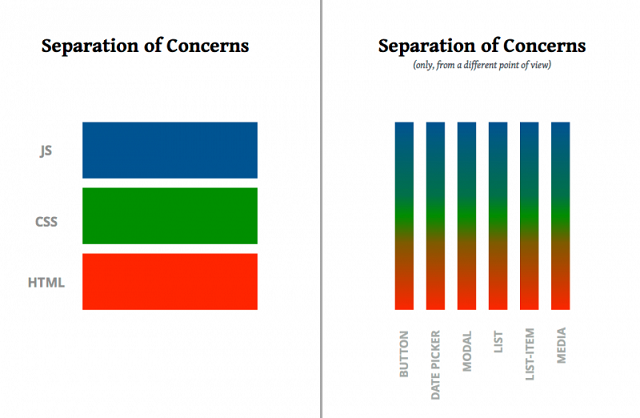 Separation of Concerns
JS
CSS
HTML
Separation of Concerns
(only, from a different point of view)
BUTTON
DATE PICKER
MODAL
LIST
LIST-ITEM
MEDIA